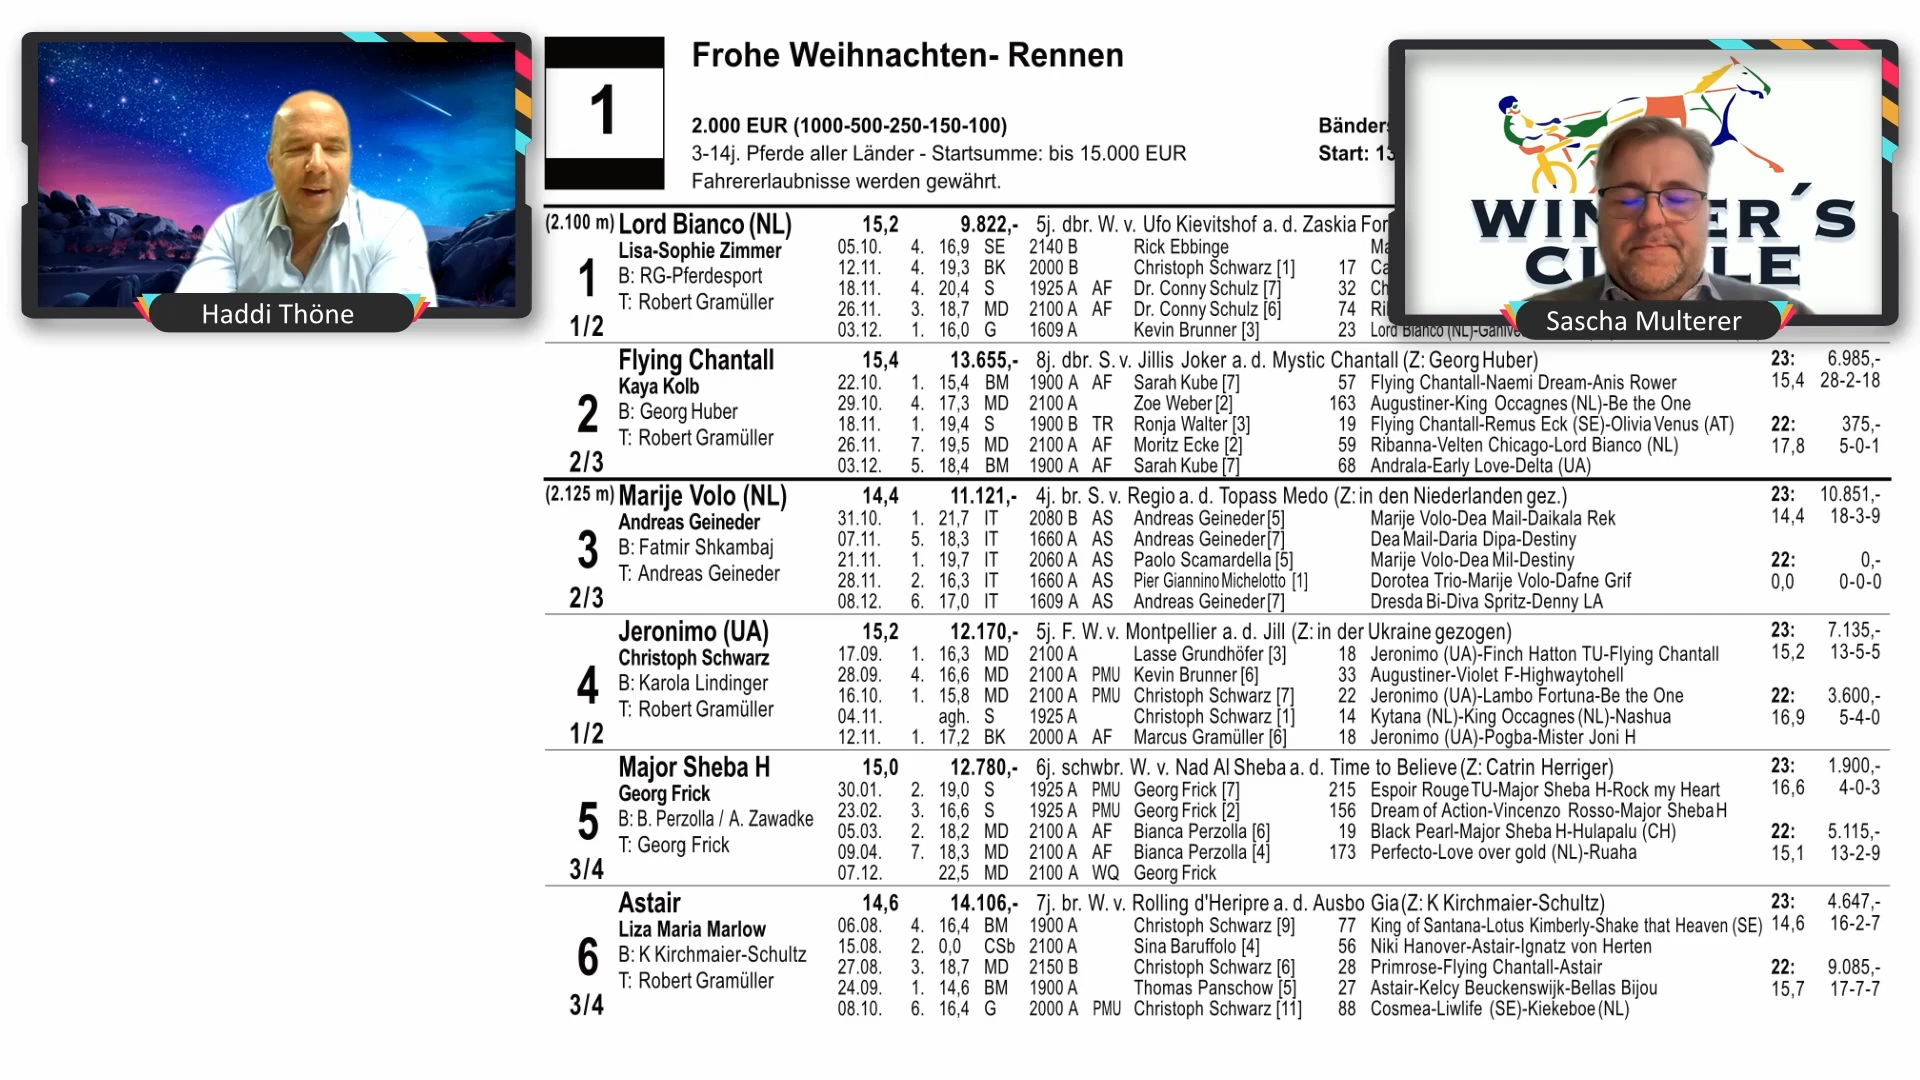 1
Frohe Weihnachten- Rennen
2.000 EUR (1000-500-250-150-100)
3-14j. Pferde aller Länder - Startsumme: bis 15.000 EUR
Fahrererlaubnisse werden gewährt.
Start: 13
Haddi Thöne
Sascha Multerer
(2.100 m) Lord Bianco (NL) 15,2 9.822,- 5j. dbr. W. v. Ufo Kievitshof a. d. Zaskia
1 1/2
Lisa-Sophie Zimmer
B: RG-Pferdesport
T: Robert Gramüller
05.10. 4. 16,9 SE 2140 B Rick Ebbinge
12.11. 4. 19,3 BK 2000 B Christoph Schwarz [1] 17
18.11. 4. 20,4 S 1925 A AF Dr. Conny Schulz [7] 32
26.11. 3. 18,7 MD 2100 A AF Dr. Conny Schulz [6] 74
03.12. 1. 16,0 G 1609 A Kevin Brunner [3] 23 Lord Bianco (NL)-
Flying Chantall 15,4 13.655,- 8j. dbr. S. v. Jillis Joker a. d. Mystic Chantall (Z: Georg Huber) 23: 6.985,-
2 2/3
Kaya Kolb
B: Georg Huber
T: Robert Gramüller
22.10. 1. 15,4 BM 1900 A AF Sarah Kube [7] 57 Flying Chantall-Naemi Dream-Anis Rower 15,4 28-2-18
29.10. 4. 17,3 MD 2100 A Zoe Weber [2] 163 Augustiner-King Occagnes (NL)-Be the One
18.11. 1. 19,4 S 1900 B TR Ronja Walter [3] 19 Flying Chantall-Remus Eck (SE)-Olivia Venus (AT) 22: 375,-
26.11. 7. 19,5 MD 2100 A AF Moritz Ecke [2] 59 Ribanna-Velten Chicago-Lord Bianco (NL) 17,8 5-0-1
03.12. 5. 18,4 BM 1900 A AF Sarah Kube [7] 68 Andrala-Early Love-Delta (UA)
(2.125 m) Marije Volo (NL) 14,4 11.121,- 4j. br. S. v. Regio a. d. Topass Medo (Z: in den Niederlanden gez.) 23: 10.851,-
3 2/3
Andreas Geineder
B: Fatmir Shkambaj
T: Andreas Geineder
31.10. 1. 21,7 IT 2080 B AS Andreas Geineder [5] Marije Volo-Dea Mail-Daikala Rek 14,4 18-3-9
07.11. 5. 18,3 IT 1660 A AS Andreas Geineder [7] Dea Mail-Daria Dipa-Destiny
21.11. 1. 19,7 IT 2060 A AS Paolo Scamardella [5] Marije Volo-Dea Mil-Destiny 22: 0,-
28.11. 2. 16,3 IT 1660 A AS Pier Giannino Michelotto [1] Dorotea Trio-Marije Volo-Dafne Grif 0,0 0-0-0
08.12. 6. 17,0 IT 1609 A AS Andreas Geineder [7] Dresda Bi-Diva Spritz-Denny LA
Jeronimo (UA) 15,2 12.170,- 5j. F. W. v. Montpellier a. d. Jill (Z: in der Ukraine gezogen) 23: 7.135,-
4 1/2
Christoph Schwarz
B: Karola Lindinger
T: Robert Gramüller
17.09. 1. 16,3 MD 2100 A Lasse Grundhöfer [3] 18 Jeronimo (UA)-Finch Hatton TU-Flying Chantall 15,2 13-5-5
28.09. 4. 16,6 MD 2100 A PMU Kevin Brunner [6] 33 Augustiner-Violet F-Highwaytohell
16.10. 1. 15,8 MD 2100 A PMU Christoph Schwarz [7] 22 Jeronimo (UA)-Lambo Fortuna-Be the One 22: 3.600,-
04.11. agh. S 1925 A Christoph Schwarz [1] 14 Kytana (NL)-King Occagnes (NL)-Nashua 16,9 5-4-0
12.11. 1. 17,2 BK 2000 A AF Marcus Gramüller [6] 18 Jeronimo (UA)-Pogba-Mister Joni H
Major Sheba H 15,0 12.780,- 6j. schwbr. W. v. Nad Al Sheba a. d. Time to Believe (Z: Catrin Herriger) 23: 1.900,-
5 3/4
Georg Frick
B: B. Perzolla / A. Zawadke
T: Georg Frick
30.01. 2. 19,0 S 1925 A PMU Georg Frick [7] 215 Espoir Rouge TU-Major Sheba H-Rock my Heart 16,6 4-0-3
23.02. 3. 16,6 S 1925 A PMU Georg Frick [2] 156 Dream of Action-Vincenzo Rosso-Major Sheba H
05.03. 2. 18,2 MD 2100 A AF Bianca Perzolla [6] 19 Black Pearl-Major Sheba H-Hulapalu (CH) 22: 5.115,-
09.04. 7. 18,3 MD 2100 A AF Bianca Perzolla [4] 173 Perfecto-Love over gold (NL)-Ruaha 15,1 13-2-9
07.12. 22,5 MD 2100 A WQ Georg Frick
Astair 14,6 14.106,- 7j. br. W. v. Rolling d'Heripre a. d. Ausbo Gia (Z: K Kirchmaier-Schultz) 23: 4.647,-
6 3/4
Liza Maria Marlow
B: K Kirchmaier-Schultz
T: Robert Gramüller
06.08. 4. 16,4 BM 1900 A Christoph Schwarz [9] 77 King of Santana-Lotus Kimberly-Shake that Heaven (SE) 14,6 16-2-7
15.08. 2. 0,0 CSb 2100 A Sina Baruffolo [4] 56 Niki Hanover-Astair-Ignatz von Herten
27.08. 3. 18,7 MD 2150 B Christoph Schwarz [6] 28 Primrose-Flying Chantall-Astair 22: 9.085,-
24.09. 1. 14,6 BM 1900 A Thomas Panschow [5] 27 Astair-Kelcy Beuckenswijk-Bellas Bijou 15,7 17-7-7
08.10. 6. 16,4 G 2000 A PMU Christoph Schwarz [11] 88 Cosmea-Liwlife (SE)-Kiekeboe (NL)